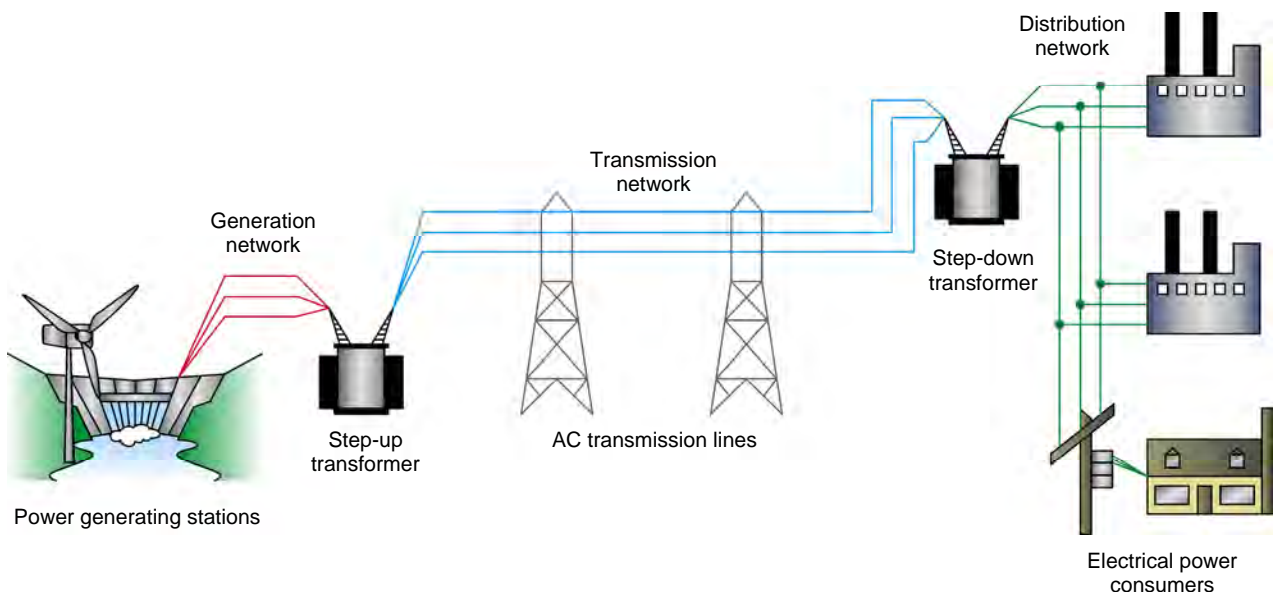 Distribution
network
Transmission
network
Generation
network
Step-down
transformer
Step-up
transformer
AC transmission lines
Power generating stations
Electrical power
consumers